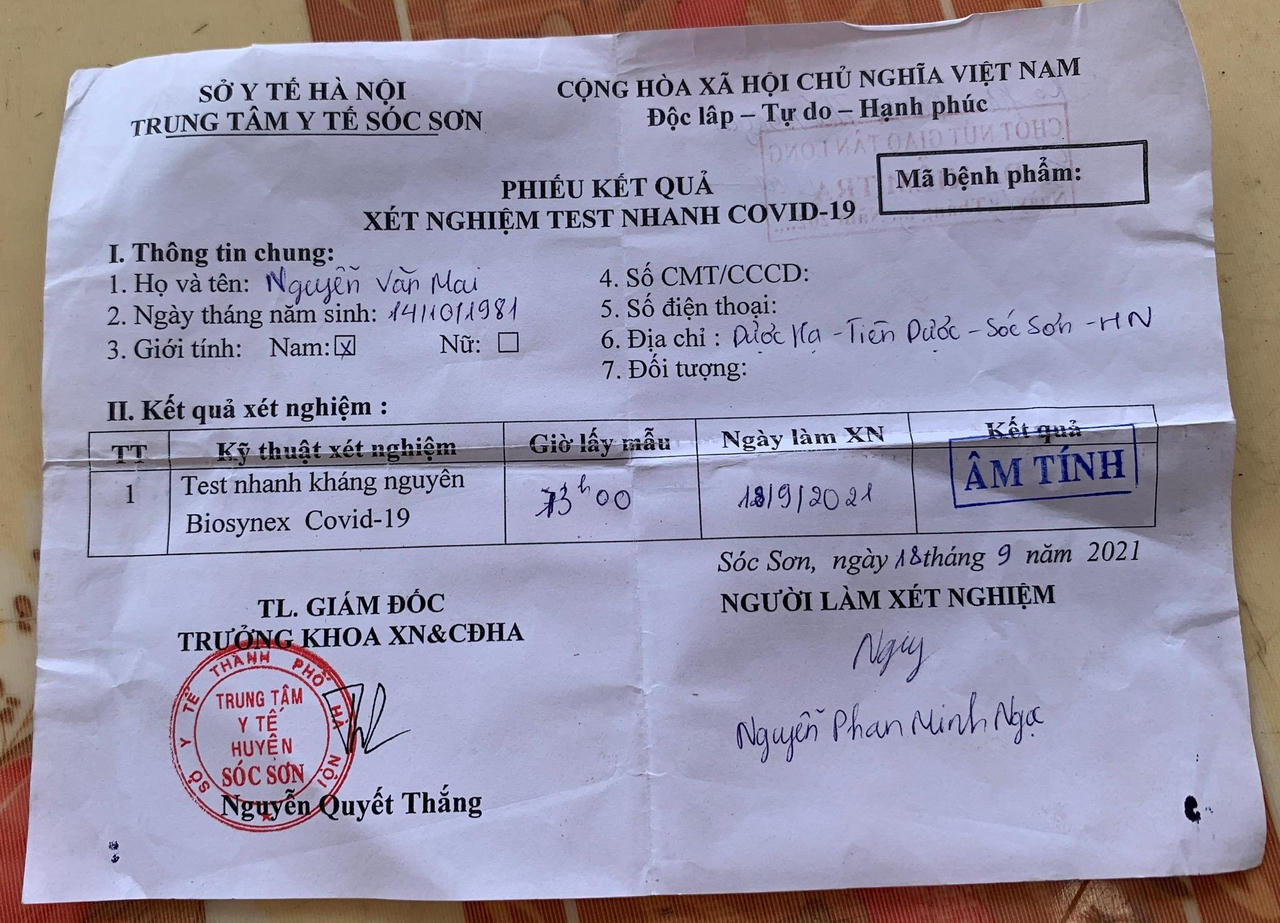 SỞ Y TẾ HÀ NỘI
TRUNG TÂM Y TẾ SÓC SƠN
CỘNG HÒA XÃ HỘI CHỦ NGHĨA VIỆT NAM
Độc lập – Tự do – Hạnh phúc
Mã bệnh phẩm:
PHIẾU KẾT QUẢ
XÉT NGHIỆM TEST NHANH COVID-19
I. Thông tin chung:
1. Họ và tên: Nguyễn Văn Mai
2. Ngày tháng năm sinh: 14/10/1981
3. Giới tính: Nam: ☒ Nữ: ☐
4. Số CMT/CCCD:
5. Số điện thoại:
6. Địa chỉ : Dược Hạ - Tiên Dược - Sóc Sơn - HN
7. Đối tượng:
II. Kết quả xét nghiệm :
TT Kỹ thuật xét nghiệm Giờ lấy mẫu Ngày làm XN Kết quả
1 Test nhanh kháng nguyên Biosynex Covid-19 13h00 18/9/2021 ÂM TÍNH
Sóc Sơn, ngày 18 tháng 9 năm 2021
TL. GIÁM ĐỐC
TRƯỞNG KHOA XN&CĐHA
SỞ Y TẾ THÀNH PHỐ HÀ NỘI
TRUNG TÂM
Y TẾ
HUYỆN
SÓC SƠN
Nguyễn Quyết Thắng
NGƯỜI LÀM XÉT NGHIỆM
Nguyễn Phan Minh Ngọc